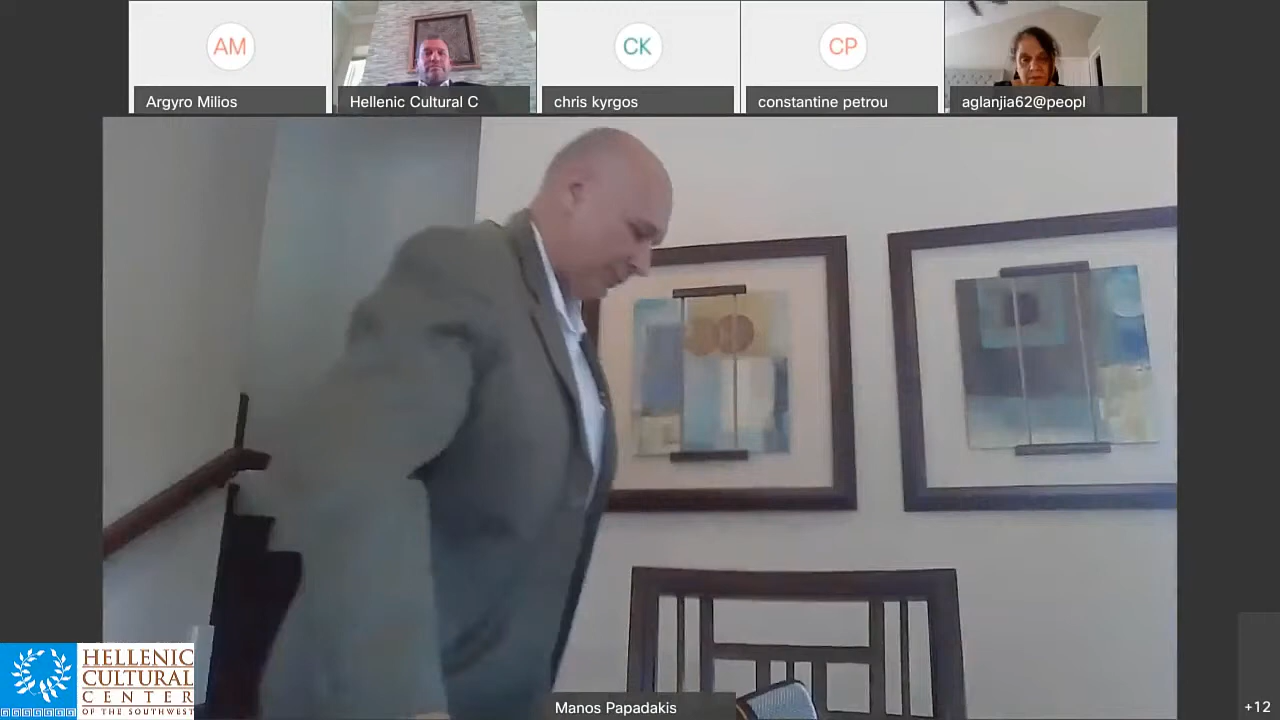 AM
CK
CP
Argyro Milios
Hellenic Cultural C
chris kyrgos
constantine petrou
aglanjia62@peopl
Manos Papadakis
+12
HELLENIC
CULTURAL
CENTER
OF THE SOUTHWEST